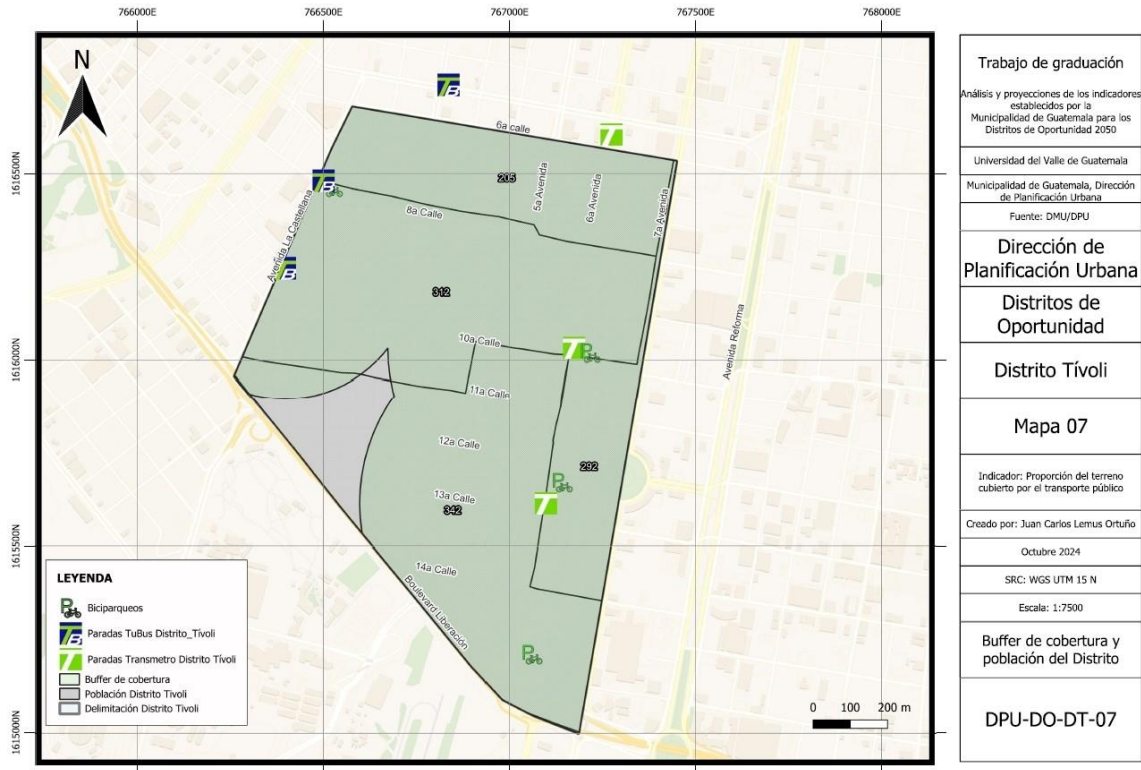 766000E
766500E
767000E
767500E
768000E
1616500N
1616000N
1615500N
1615000N
N
TB
T
6a calle
205
5a Avenida
6a Avenida
7a Avenida
TB
8a Calle
Avenida La Castellana
TB
312
10a Calle
T
P
Avenida Reforma
11a Calle
12a Calle
292
P
13a Calle
T
342
14a Calle
Boulevard Liberación
P
LEYENDA
P
Biciparqueos
TB
Paradas TuBus Distrito_Tívoli
T
Paradas Transmetro Distrito Tívoli
Buffer de cobertura
Población Distrito Tivoli
Delimitación Distrito Tivoli
0 100 200 m
Trabajo de graduación
Análisis y proyecciones de los indicadores
establecidos por la
Municipalidad de Guatemala para los
Distritos de Oportunidad 2050
Universidad del Valle de Guatemala
Municipalidad de Guatemala, Dirección
de Planificación Urbana
Fuente: DMU/DPU
Dirección de
Planificación Urbana
Distritos de
Oportunidad
Distrito Tívoli
Mapa 07
Indicador: Proporción del terreno
cubierto por el transporte público
Creado por: Juan Carlos Lemus Ortuño
Octubre 2024
SRC: WGS UTM 15 N
Escala: 1:7500
Buffer de cobertura y
población del Distrito
DPU-DO-DT-07